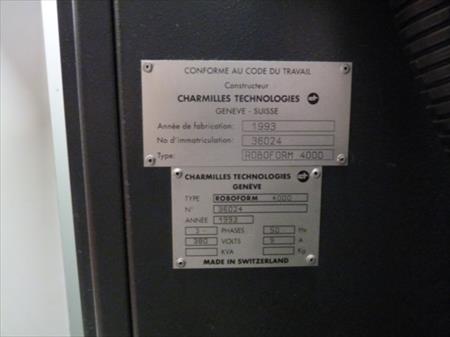 CONFORME AU CODE DU TRAVAIL
Constructeur
CHARMILLES TECHNOLOGIES
GENEVE - SUISSE
Année de fabrication: 1993
No d'immatriculation: 36024
Type: ROBOFORM 4000
CHARMILLES TECHNOLOGIES
GENÈVE
TYPE ROBOFORM 4000
N° 36024
ANNÉE 1993
3 PHASES 50 Hz
380 VOLTS A
KVA Kg
MADE IN SWITZERLAND